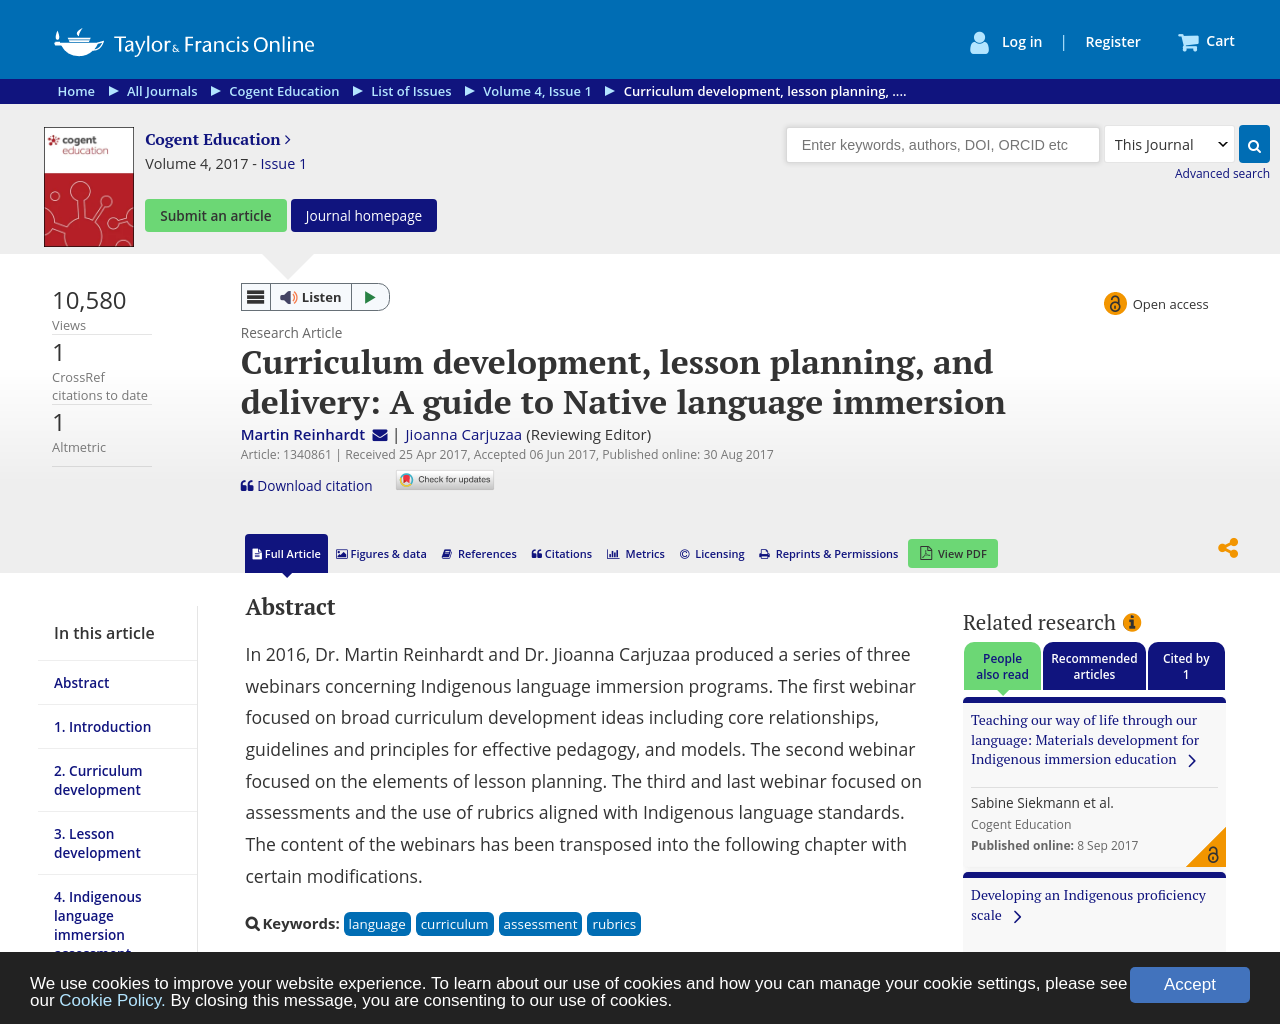 Taylor & Francis Online
Log in | Register Cart
Home ▶ All Journals ▶ Cogent Education ▶ List of Issues ▶ Volume 4, Issue 1 ▶ Curriculum development, lesson planning, ....
cogent
education
Cogent Education ›
Volume 4, 2017 - Issue 1
Submit an article Journal homepage
Enter keywords, authors, DOI, ORCID etc This Journal
Advanced search
10,580
Views
1
CrossRef
citations to date
1
Altmetric
Listen
Open access
Research Article
Curriculum development, lesson planning, and
delivery: A guide to Native language immersion
Martin Reinhardt | Jioanna Carjuzaa (Reviewing Editor)
Article: 1340861 | Received 25 Apr 2017, Accepted 06 Jun 2017, Published online: 30 Aug 2017
Download citation Check for updates
Full Article Figures & data References Citations Metrics Licensing Reprints & Permissions View PDF
In this article
Abstract
1. Introduction
2. Curriculum
development
3. Lesson
development
4. Indigenous
language
immersion
assessment
Abstract
In 2016, Dr. Martin Reinhardt and Dr. Jioanna Carjuzaa produced a series of three
webinars concerning Indigenous language immersion programs. The first webinar
focused on broad curriculum development ideas including core relationships,
guidelines and principles for effective pedagogy, and models. The second webinar
focused on the elements of lesson planning. The third and last webinar focused on
assessments and the use of rubrics aligned with Indigenous language standards.
The content of the webinars has been transposed into the following chapter with
certain modifications.
Keywords: language curriculum assessment rubrics
Related research
People
also read
Recommended
articles
Cited by
1
Teaching our way of life through our
language: Materials development for
Indigenous immersion education
Sabine Siekmann et al.
Cogent Education
Published online: 8 Sep 2017
Developing an Indigenous proficiency
scale
We use cookies to improve your website experience. To learn about our use of cookies and how you can manage your cookie settings, please see
our Cookie Policy. By closing this message, you are consenting to our use of cookies.
Accept